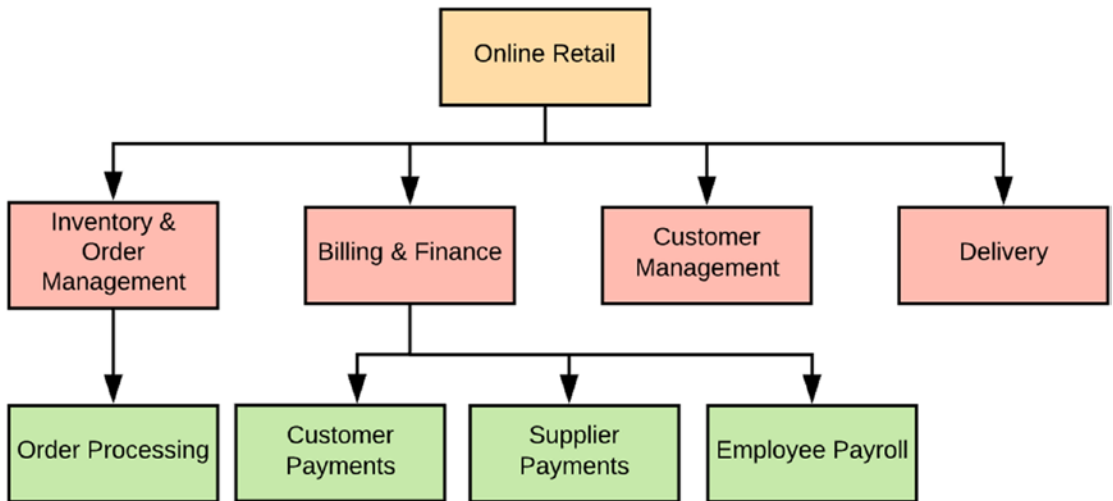 Online Retail
Inventory &
Order
Management
Billing & Finance
Customer
Management
Delivery
Order Processing
Customer
Payments
Supplier
Payments
Employee Payroll